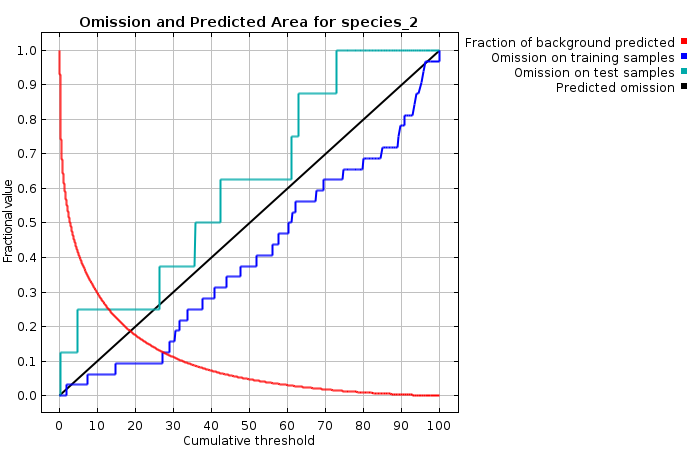 Omission and Predicted Area for species_2
Fraction of background predicted
Omission on training samples
Omission on test samples
Predicted omission
Fractional value
1.0
0.9
0.8
0.7
0.6
0.5
0.4
0.3
0.2
0.1
0.0
0 10 20 30 40 50 60 70 80 90 100
Cumulative threshold